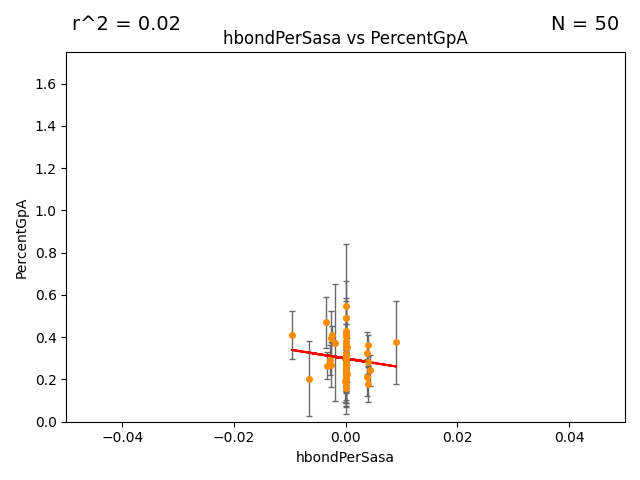 r^2 = 0.02
N = 50
hbondPerSasa vs PercentGpA
1.6
1.4
1.2
1.0
0.8
0.6
0.4
0.2
0.0
PercentGpA
−0.04
−0.02
0.00
0.02
0.04
hbondPerSasa